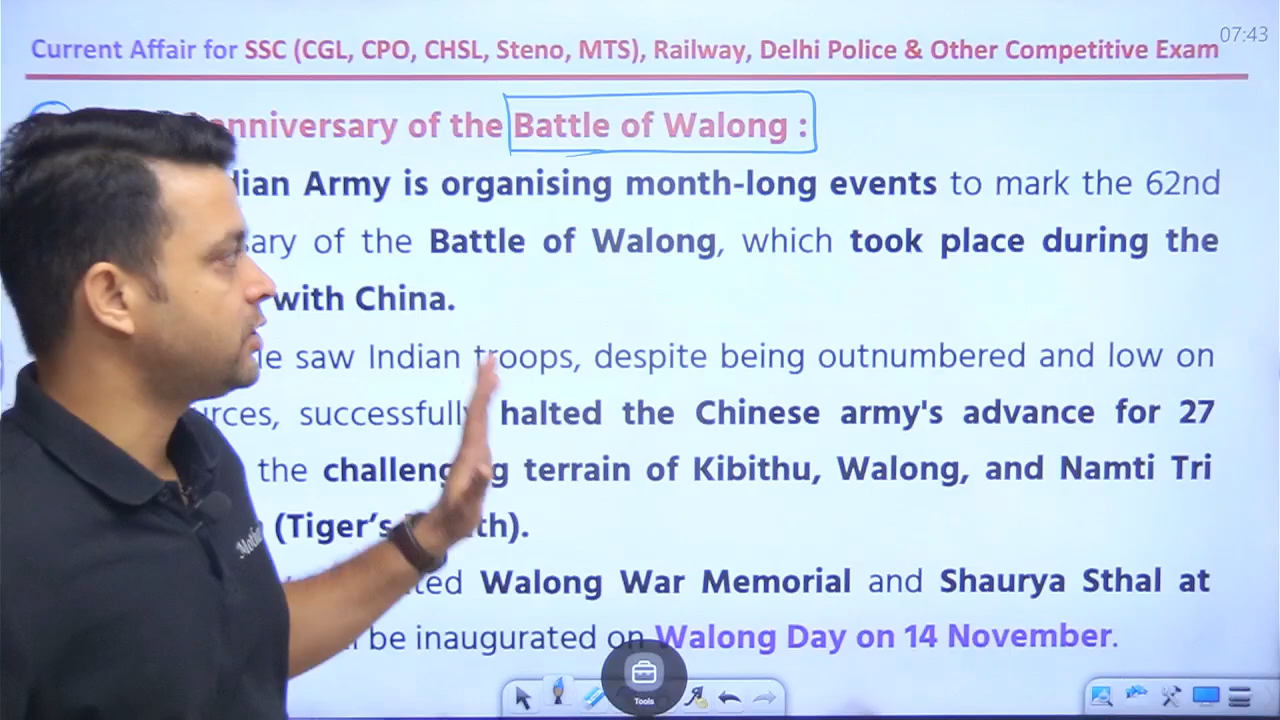 07:43
Current Affair for SSC (CGL, CPO, CHSL, Steno, MTS), Railway, Delhi Police & Other Competitive Exam
nniversary of the Battle of Walong :
dian Army is organising month-long events to mark the 62nd
sary of the Battle of Walong, which took place during the
with China.
le saw Indian troops, despite being outnumbered and low on
urces, successfully halted the Chinese army's advance for 27
the challenging terrain of Kibithu, Walong, and Namti Tri
(Tiger's th).
ted Walong War Memorial and Shaurya Sthal at
be inaugurated on Walong Day on 14 November.
Tools